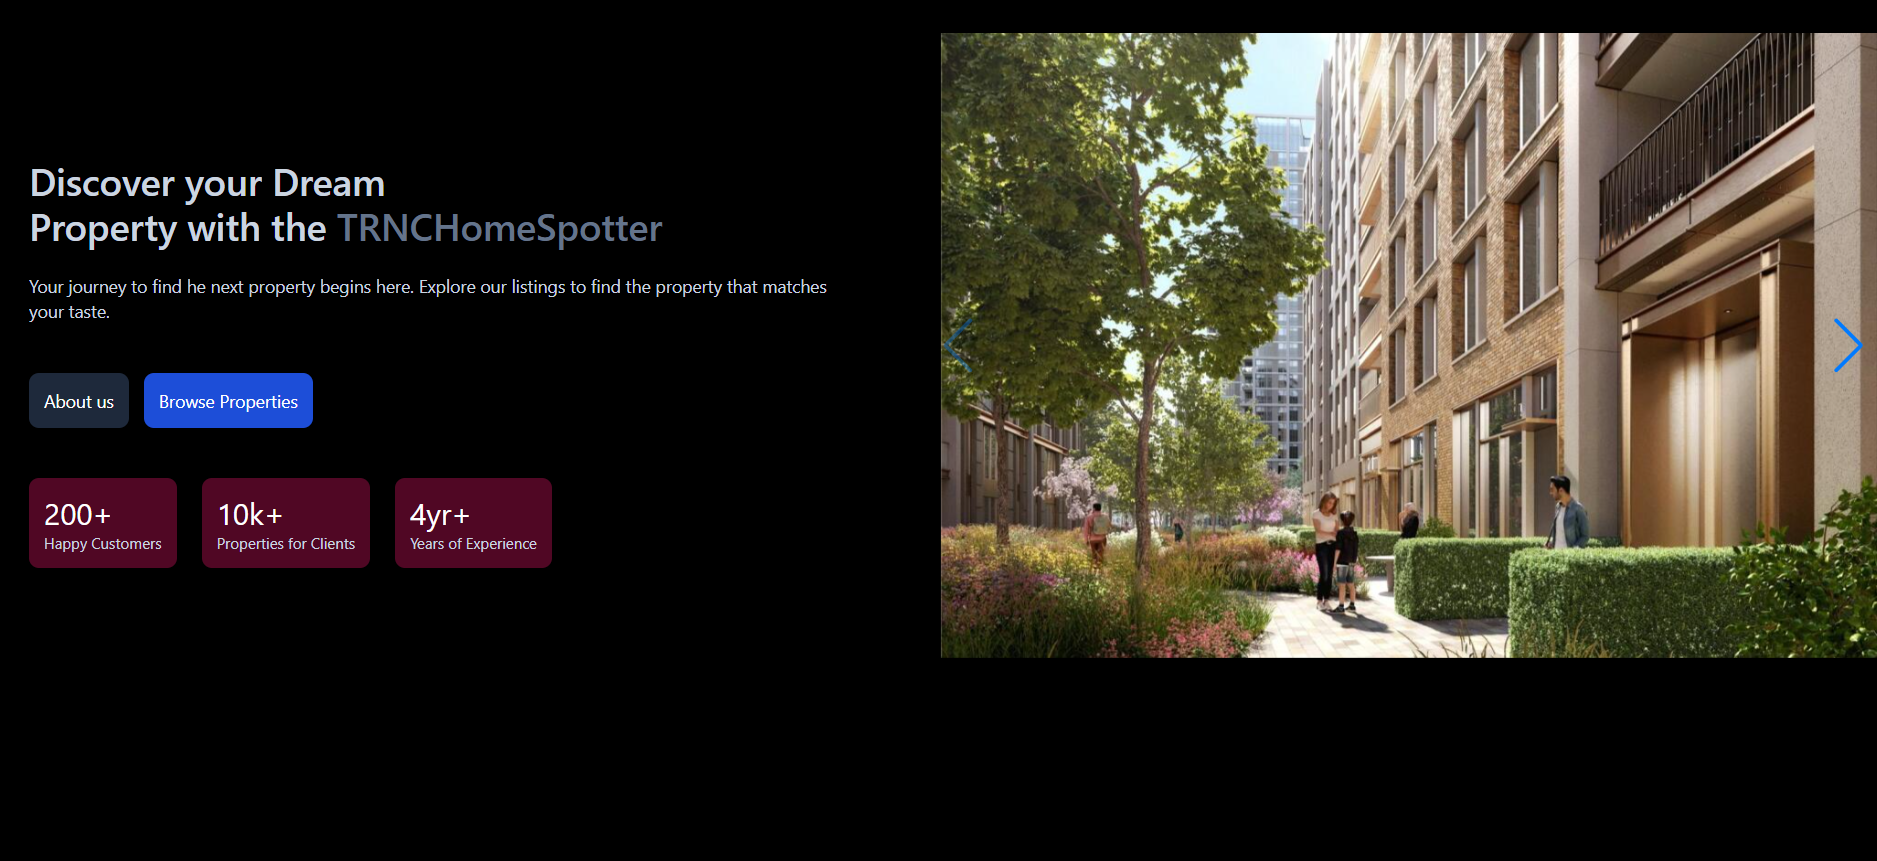 Discover your Dream
Property with the TRNCHomeSpotter
Your journey to find he next property begins here. Explore our listings to find the property that matches
your taste.
About us
Browse Properties
200+
Happy Customers
10k+
Properties for Clients
4yr+
Years of Experience